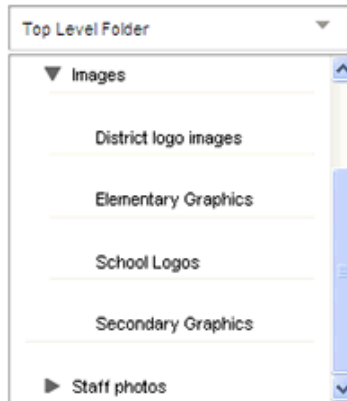 Top Level Folder
Images
District logo images
Elementary Graphics
School Logos
Secondary Graphics
Staff photos